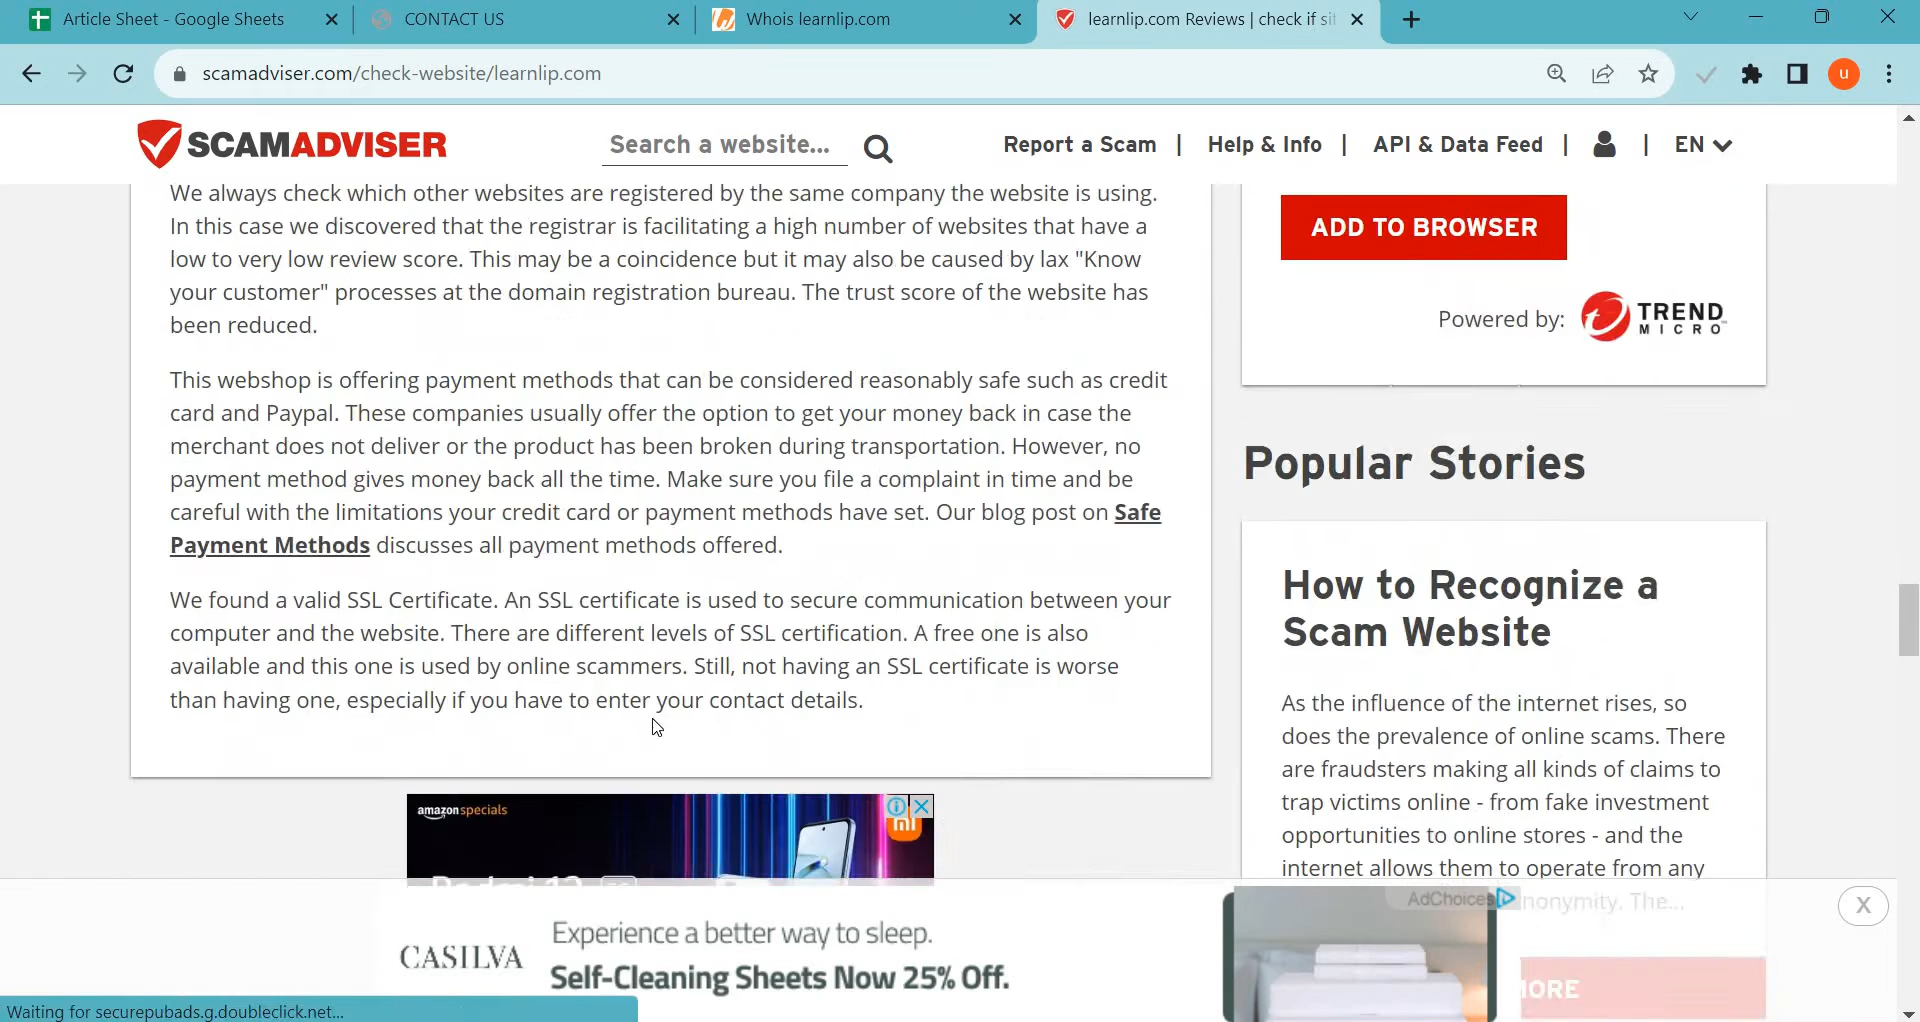 Article Sheet - Google Sheets
CONTACT US
Whois learnlip.com
learnlip.com Reviews | check if sit
scamadviser.com/check-website/learnlip.com
u
SCAMADVISER
Search a website...
Report a Scam | Help & Info | API & Data Feed | | EN
We always check which other websites are registered by the same company the website is using.
In this case we discovered that the registrar is facilitating a high number of websites that have a
low to very low review score. This may be a coincidence but it may also be caused by lax "Know
your customer" processes at the domain registration bureau. The trust score of the website has
been reduced.
This webshop is offering payment methods that can be considered reasonably safe such as credit
card and Paypal. These companies usually offer the option to get your money back in case the
merchant does not deliver or the product has been broken during transportation. However, no
payment method gives money back all the time. Make sure you file a complaint in time and be
careful with the limitations your credit card or payment methods have set. Our blog post on Safe
Payment Methods discusses all payment methods offered.
We found a valid SSL Certificate. An SSL certificate is used to secure communication between your
computer and the website. There are different levels of SSL certification. A free one is also
available and this one is used by online scammers. Still, not having an SSL certificate is worse
than having one, especially if you have to enter your contact details.
ADD TO BROWSER
Powered by: TREND
MICRO
Popular Stories
How to Recognize a
Scam Website
As the influence of the internet rises, so
does the prevalence of online scams. There
are fraudsters making all kinds of claims to
trap victims online - from fake investment
opportunities to online stores - and the
internet allows them to operate from any
nonymity. The...
ORE
amazon specials
mi
AdChoices
X
CASILVA
Experience a better way to sleep.
Self-Cleaning Sheets Now 25% Off.
Waiting for securepubads.g.doubleclick.net...